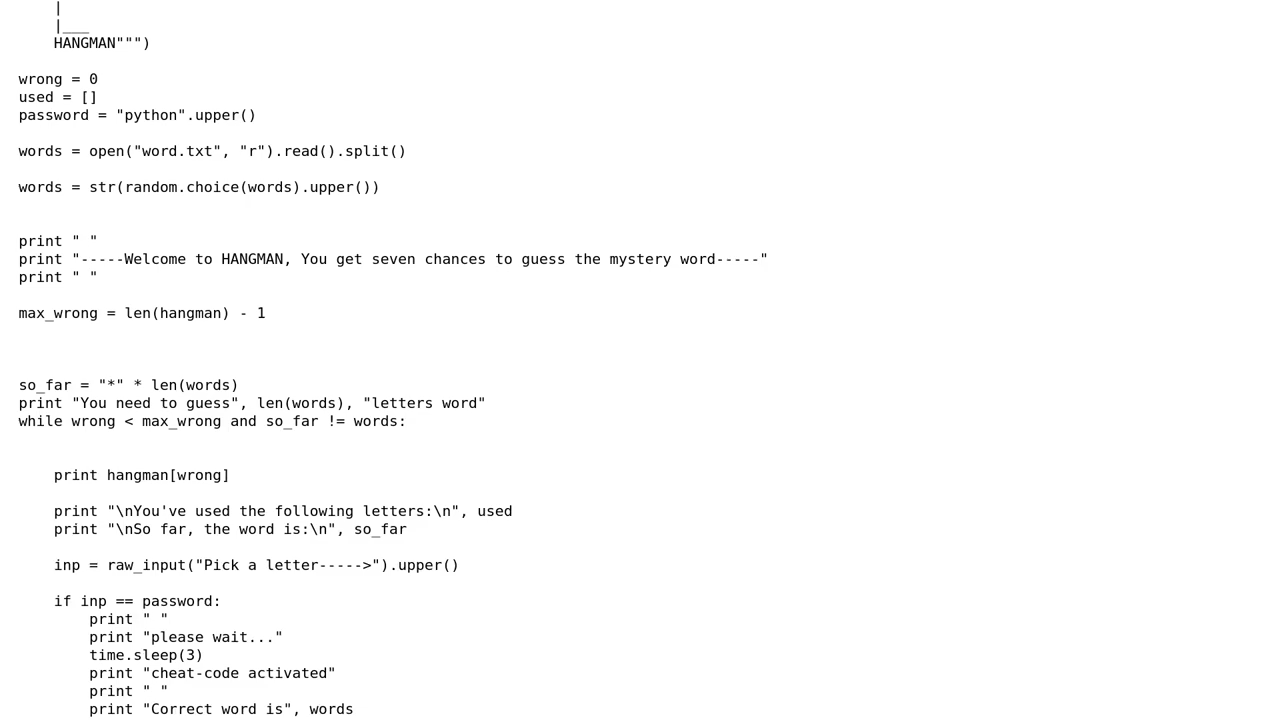 |
|___
HANGMAN""")
wrong = 0
used = []
password = "python".upper()
words = open("word.txt", "r").read().split()
words = str(random.choice(words).upper())
print " "
print "-----Welcome to HANGMAN, You get seven chances to guess the mystery word-----"
print " "
max_wrong = len(hangman) - 1
so_far = "*" * len(words)
print "You need to guess", len(words), "letters word"
while wrong < max_wrong and so_far != words:
print hangman[wrong]
print "\nYou've used the following letters:\n", used
print "\nSo far, the word is:\n", so_far
inp = raw_input("Pick a letter----->").upper()
if inp == password:
print " "
print "please wait..."
time.sleep(3)
print "cheat-code activated"
print " "
print "Correct word is", words